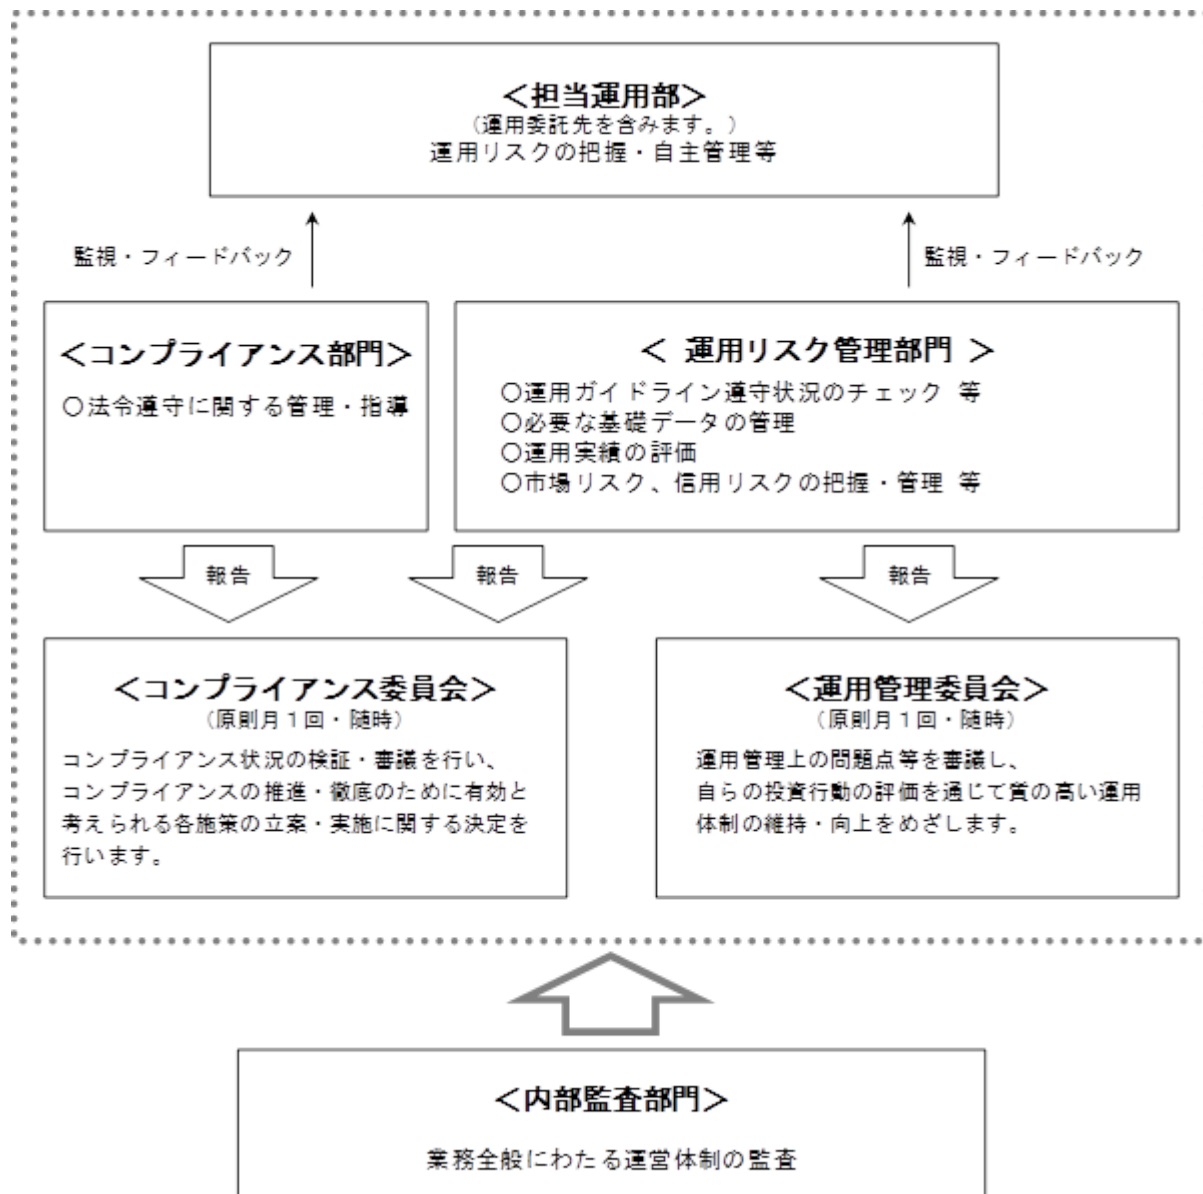 ＜担当運用部＞
（運用委託先を含みます。）
運用リスクの把握・自主管理等
監視・フィードバック
監視・フィードバック
＜コンプライアンス部門＞
○法令遵守に関する管理・指導
＜ 運用リスク管理部門 ＞
○運用ガイドライン遵守状況のチェック 等
○必要な基礎データの管理
○運用実績の評価
○市場リスク、信用リスクの把握・管理 等
報告
報告
報告
＜コンプライアンス委員会＞
（原則月１回・随時）
コンプライアンス状況の検証・審議を行い、
コンプライアンスの推進・徹底のために有効と
考えられる各施策の立案・実施に関する決定を
行います。
＜運用管理委員会＞
（原則月１回・随時）
運用管理上の問題点等を審議し、
自らの投資行動の評価を通じて質の高い運用
体制の維持・向上をめざします。
＜内部監査部門＞
業務全般にわたる運営体制の監査